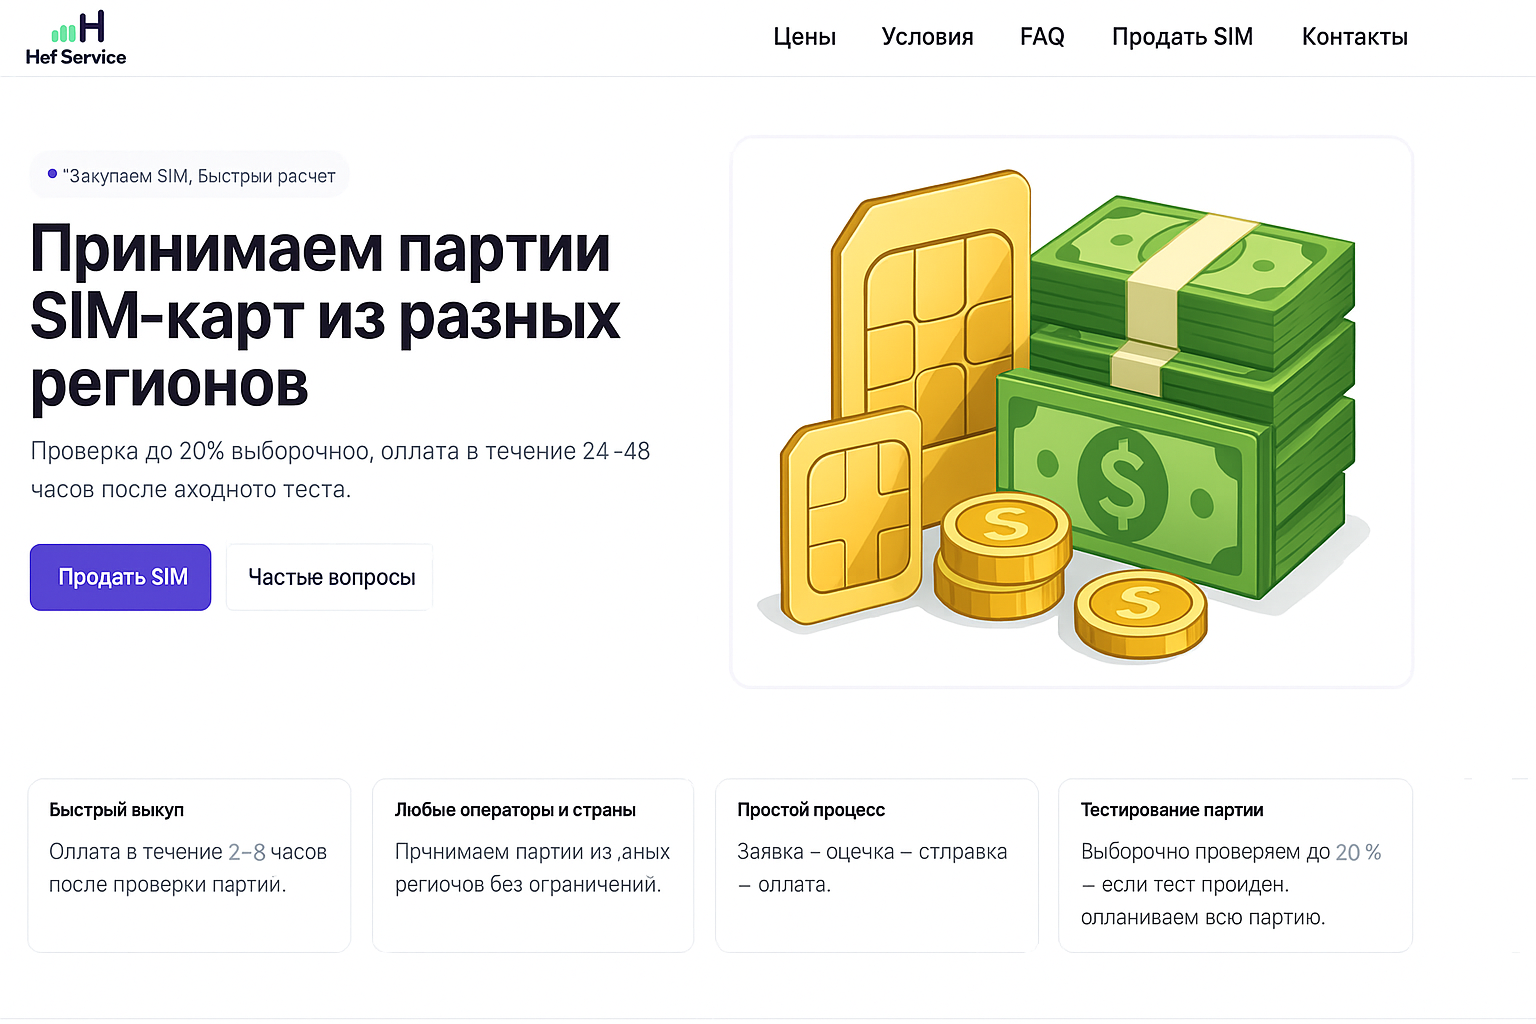 Hef Service
Цены Условия FAQ Продать SIM Контакты
"Закупаем SIM, Быстрыи расчет
Принимаем партии
SIM-карт из разных
регионов
Проверка до 20% выборочноо, оллата в течение 24-48
часов после аходного теста.
Продать SIM
Частые вопросы
Быстрый выкуп
Оллата в течение 2–8 часов
после проверки партий.
Любые операторы и страны
Прчнимаем партии из ,аных
региочов без ограничений.
Простой процесс
Заявка – оцечка – стлравка
– оллата.
Тестирование партии
Выборочно проверяем до 20 %
– если тест проиден.
олланиваем всю партию.